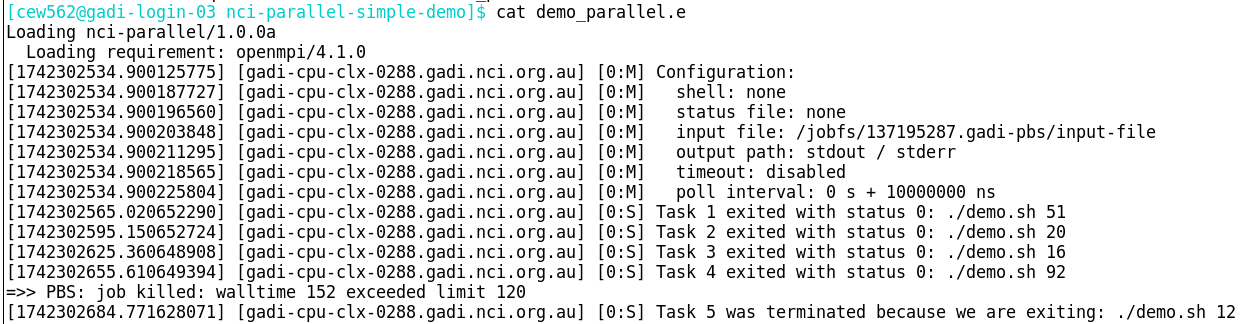 [cew562@gadi-login-03 nci-parallel-simple-demo]$ cat demo_parallel.e
Loading nci-parallel/1.0.0a
  Loading requirement: openmpi/4.1.0
[1742302534.900125775] [gadi-cpu-clx-0288.gadi.nci.org.au] [0:M] Configuration:
[1742302534.900187727] [gadi-cpu-clx-0288.gadi.nci.org.au] [0:M]   shell: none
[1742302534.900196560] [gadi-cpu-clx-0288.gadi.nci.org.au] [0:M]   status file: none
[1742302534.900203848] [gadi-cpu-clx-0288.gadi.nci.org.au] [0:M]   input file: /jobfs/137195287.gadi-pbs/input-file
[1742302534.900211295] [gadi-cpu-clx-0288.gadi.nci.org.au] [0:M]   output path: stdout / stderr
[1742302534.900218565] [gadi-cpu-clx-0288.gadi.nci.org.au] [0:M]   timeout: disabled
[1742302534.900225804] [gadi-cpu-clx-0288.gadi.nci.org.au] [0:M]   poll interval: 0 s + 10000000 ns
[1742302565.020652290] [gadi-cpu-clx-0288.gadi.nci.org.au] [0:S] Task 1 exited with status 0: ./demo.sh 51
[1742302595.150652724] [gadi-cpu-clx-0288.gadi.nci.org.au] [0:S] Task 2 exited with status 0: ./demo.sh 20
[1742302625.360648908] [gadi-cpu-clx-0288.gadi.nci.org.au] [0:S] Task 3 exited with status 0: ./demo.sh 16
[1742302655.610649394] [gadi-cpu-clx-0288.gadi.nci.org.au] [0:S] Task 4 exited with status 0: ./demo.sh 92
=>> PBS: job killed: walltime 152 exceeded limit 120
[1742302684.771628071] [gadi-cpu-clx-0288.gadi.nci.org.au] [0:S] Task 5 was terminated because we are exiting: ./demo.sh 12